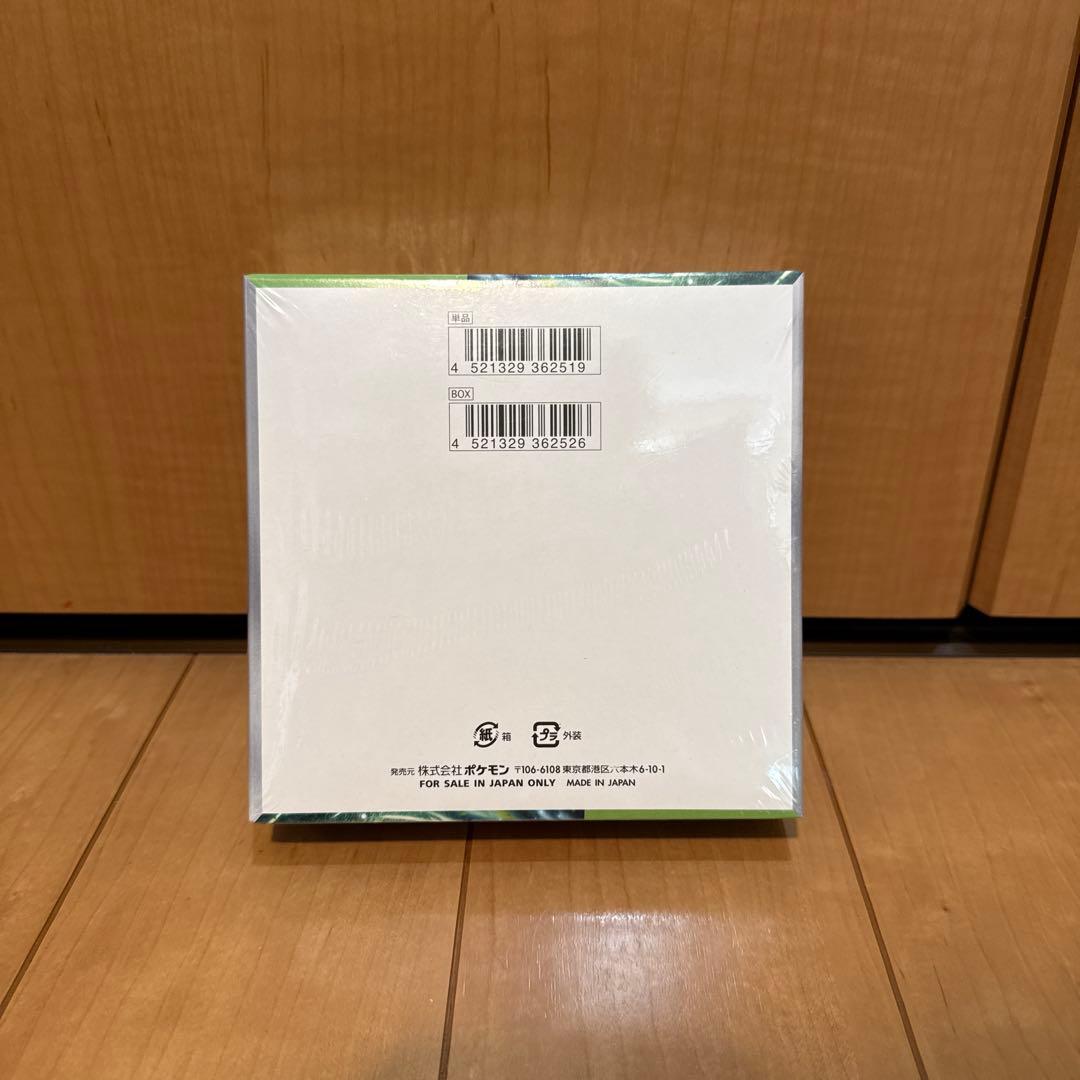 単品
4 521329 362519
BOX
4 521329 362526
紙 箱 プラ 外装
発売元 株式会社ポケモン 〒106-6108 東京都港区六本木6-10-1
FOR SALE IN JAPAN ONLY MADE IN JAPAN